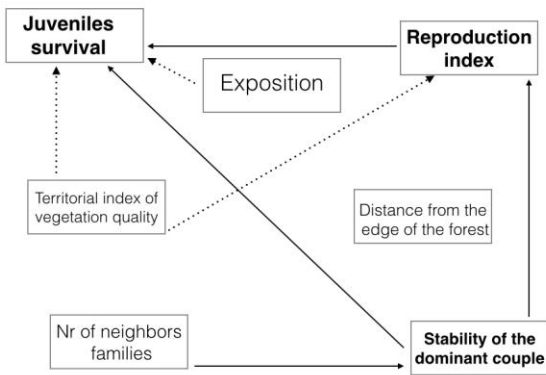 Juveniles
survival
Reproduction
index
Exposition
Territorial index of
vegetation quality
Distance from the
edge of the forest
Nr of neighbors
families
Stability of the
dominant couple